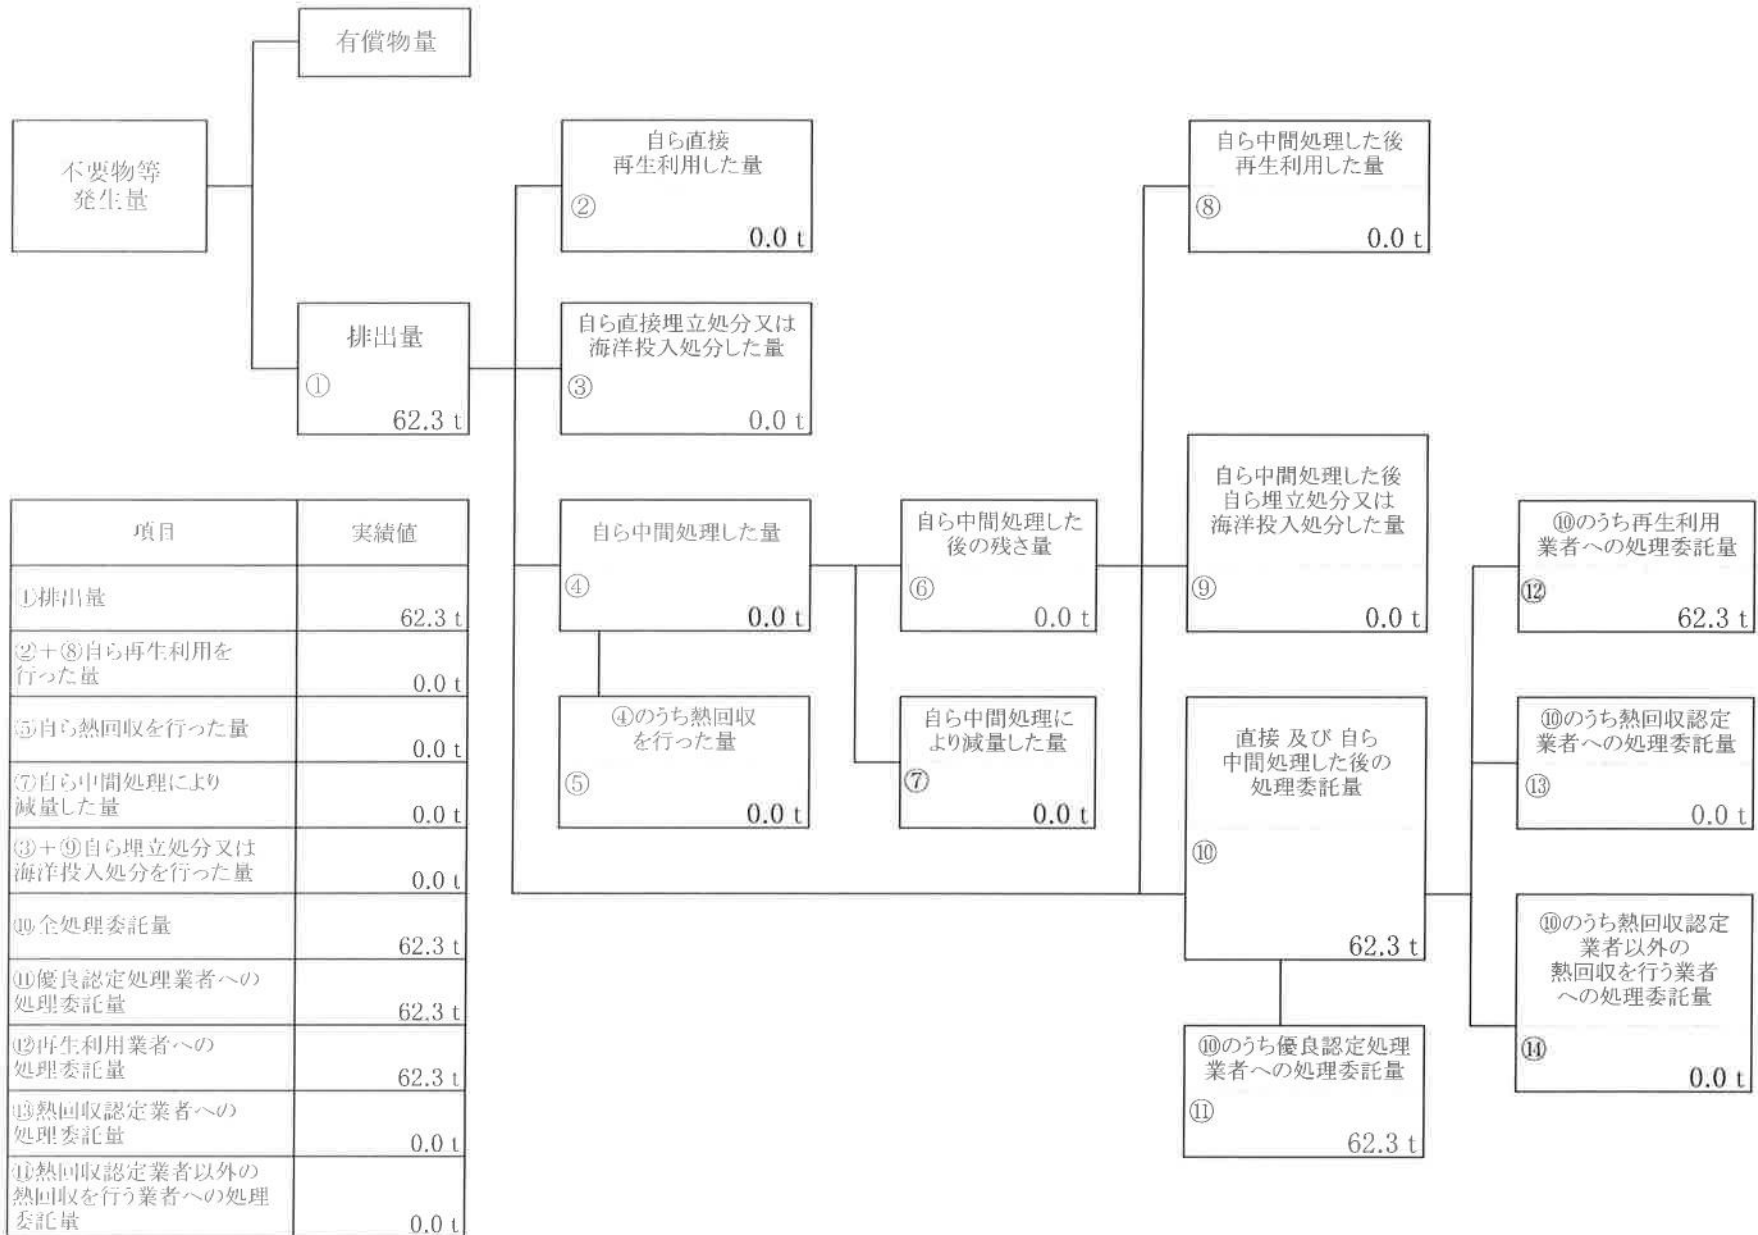 有償物量
不要物等
発生量
排出量
①
62.3 t
自ら直接
再生利用した量
②
0.0 t
自ら直接埋立処分又は
海洋投入処分した量
③
0.0 t
自ら中間処理した量
④
0.0 t
④のうち熱回収
を行った量
⑤
0.0 t
自ら中間処理した
後の残さ量
⑥
0.0 t
自ら中間処理に
より減量した量
⑦
0.0 t
自ら中間処理した後
再生利用した量
⑧
0.0 t
自ら中間処理した後
自ら埋立処分又は
海洋投入処分した量
⑨
0.0 t
直接 及び 自ら
中間処理した後の
処理委託量
⑩
62.3 t
⑩のうち優良認定処理
業者への処理委託量
⑪
62.3 t
⑩のうち再生利用
業者への処理委託量
⑫
62.3 t
⑩のうち熱回収認定
業者への処理委託量
⑬
0.0 t
⑩のうち熱回収認定
業者以外の
熱回収を行う業者
への処理委託量
⑭
0.0 t
項目 実績値
①排出量
62.3 t
②+⑧自ら再生利用を
行った量
0.0 t
⑤自ら熱回収を行った量
0.0 t
⑦自ら中間処理により
減量した量
0.0 t
③+⑨自ら埋立処分又は
海洋投入処分を行った量
0.0 t
⑩全処理委託量
62.3 t
⑪優良認定処理業者への
処理委託量
62.3 t
⑫再生利用業者への
処理委託量
62.3 t
⑬熱回収認定業者への
処理委託量
0.0 t
⑭熱回収認定業者以外の
熱回収を行う業者への処理
委託量
0.0 t